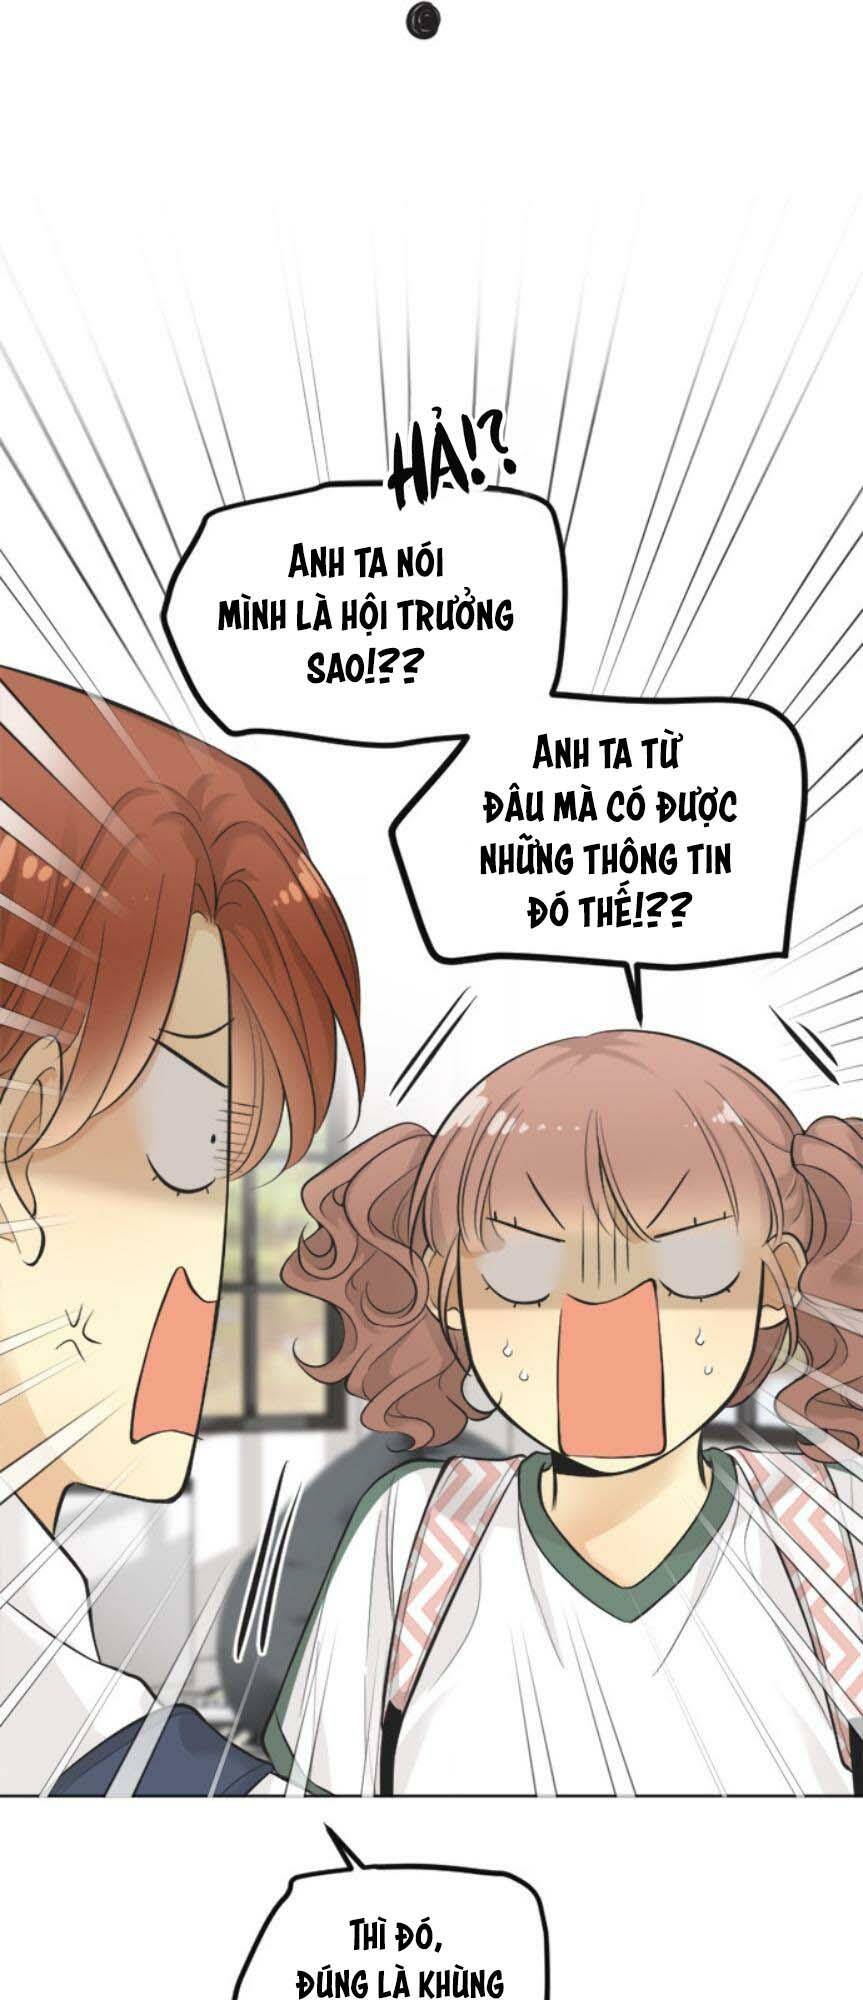 HẢ!?
ANH TA NÓI
MÌNH LÀ HỘI TRƯỞNG
SAO!??
ANH TA TỪ
ĐÂU MÀ CÓ ĐƯỢC
NHỮNG THÔNG TIN
ĐÓ THẾ!??
THÌ ĐÓ,
ĐÚNG LÀ KHÙNG